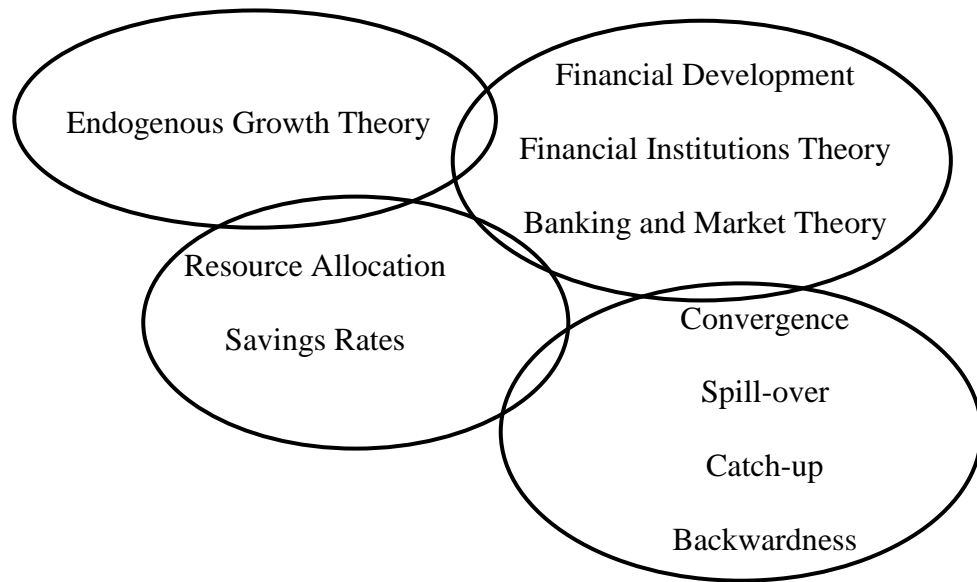 Endogenous Growth Theory
Financial Development
Financial Institutions Theory
Banking and Market Theory
Resource Allocation
Savings Rates
Convergence
Spill-over
Catch-up
Backwardness